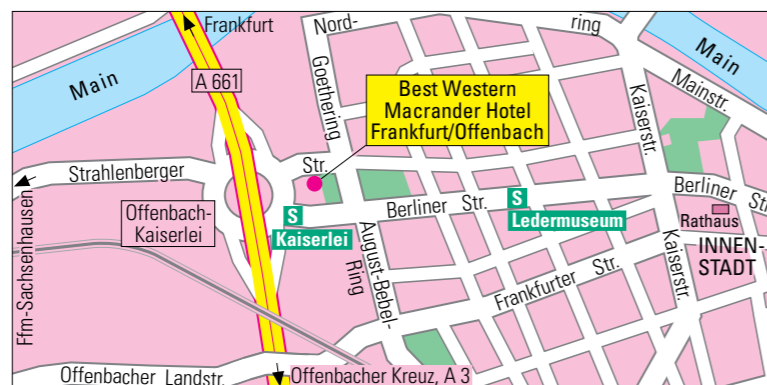 Frankfurt
Nord-
ring
Main
A 661
Goethering
Best Western
Macrander Hotel
Frankfurt/Offenbach
Kaiserstr.
Mainstr.
Main
Strahlenberger
Str.
Ffm-Sachsenhausen
Offenbach-
Kaiserlei
S
Kaiserlei
Berliner Str.
S
Ledermuseum
Berliner Str
Rathaus
INNEN-
STADT
August-Bebel-
Ring
Frankfurter Str.
Kaiserstr.
Offenbacher Landstr.
Offenbacher Kreuz, A 3